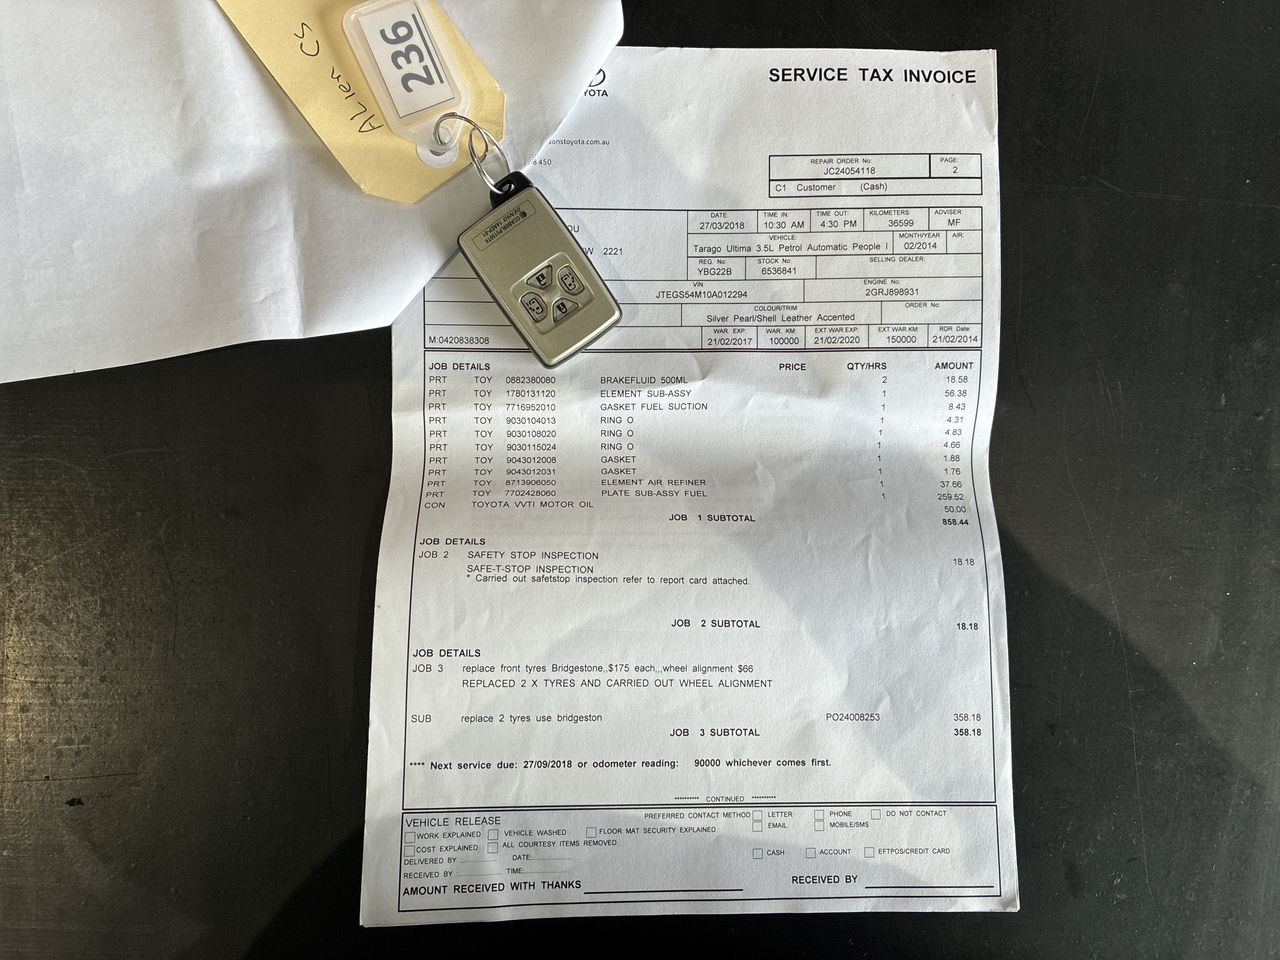 ALlen CS
236
OYOTA
SERVICE TAX INVOICE
onstoyota.com.au
8 450
REPAIR ORDER No:
JC24054118
PAGE:
2
C1 Customer (Cash)
DATE: 27/03/2018
TIME IN: 10:30 AM
TIME OUT: 4:30 PM
KILOMETERS: 36599
ADVISER: MF
OU
W 2221
VEHICLE:
Tarago Ultima 3.5L Petrol Automatic People I
MONTH/YEAR 02/2014
AIR:
REG. No: YBG22B
STOCK No: 6536841
SELLING DEALER:
VIN
JTEGS54M10A012294
ENGINE No:
2GRJ898931
COLOUR/TRIM
Silver Pearl/Shell Leather Accented
ORDER No:
M:0420838308
WAR. EXP: 21/02/2017
WAR. KM: 100000
EXT.WAR.EXP: 21/02/2020
EXT.WAR.KM: 150000
RDR Date: 21/02/2014
JOB DETAILS PRICE QTY/HRS AMOUNT
PRT TOY 0882380080 BRAKEFLUID 500ML 2 18.58
PRT TOY 1780131120 ELEMENT SUB-ASSY 1 56.38
PRT TOY 7716952010 GASKET FUEL SUCTION 1 8.43
PRT TOY 9030104013 RING O 1 4.31
PRT TOY 9030108020 RING O 1 4.83
PRT TOY 9030115024 RING O 1 4.66
PRT TOY 9043012008 GASKET 1 1.88
PRT TOY 9043012031 GASKET 1 1.76
PRT TOY 8713906050 ELEMENT AIR REFINER 1 37.66
PRT TOY 7702428060 PLATE SUB-ASSY FUEL 1 259.52
CON TOYOTA VVTI MOTOR OIL 50.00
JOB 1 SUBTOTAL 858.44
JOB DETAILS
JOB 2 SAFETY STOP INSPECTION 18.18
SAFE-T-STOP INSPECTION
* Carried out safetstop inspection refer to report card attached.
JOB 2 SUBTOTAL 18.18
JOB DETAILS
JOB 3 replace front tyres Bridgestone,,$175 each,,,wheel alignment $66
REPLACED 2 X TYRES AND CARRIED OUT WHEEL ALIGNMENT
SUB replace 2 tyres use bridgeston PO24008253 358.18
JOB 3 SUBTOTAL 358.18
**** Next service due: 27/09/2018 or odometer reading: 90000 whichever comes first.
********** CONTINUED **********
VEHICLE RELEASE
PREFERRED CONTACT METHOD LETTER PHONE DO NOT CONTACT
EMAIL MOBILE/SMS
WORK EXPLAINED VEHICLE WASHED FLOOR MAT SECURITY EXPLAINED
COST EXPLAINED ALL COURTESY ITEMS REMOVED
CASH ACCOUNT EFTPOS/CREDIT CARD
DELIVERED BY DATE:
RECEIVED BY TIME:
AMOUNT RECEIVED WITH THANKS
RECEIVED BY